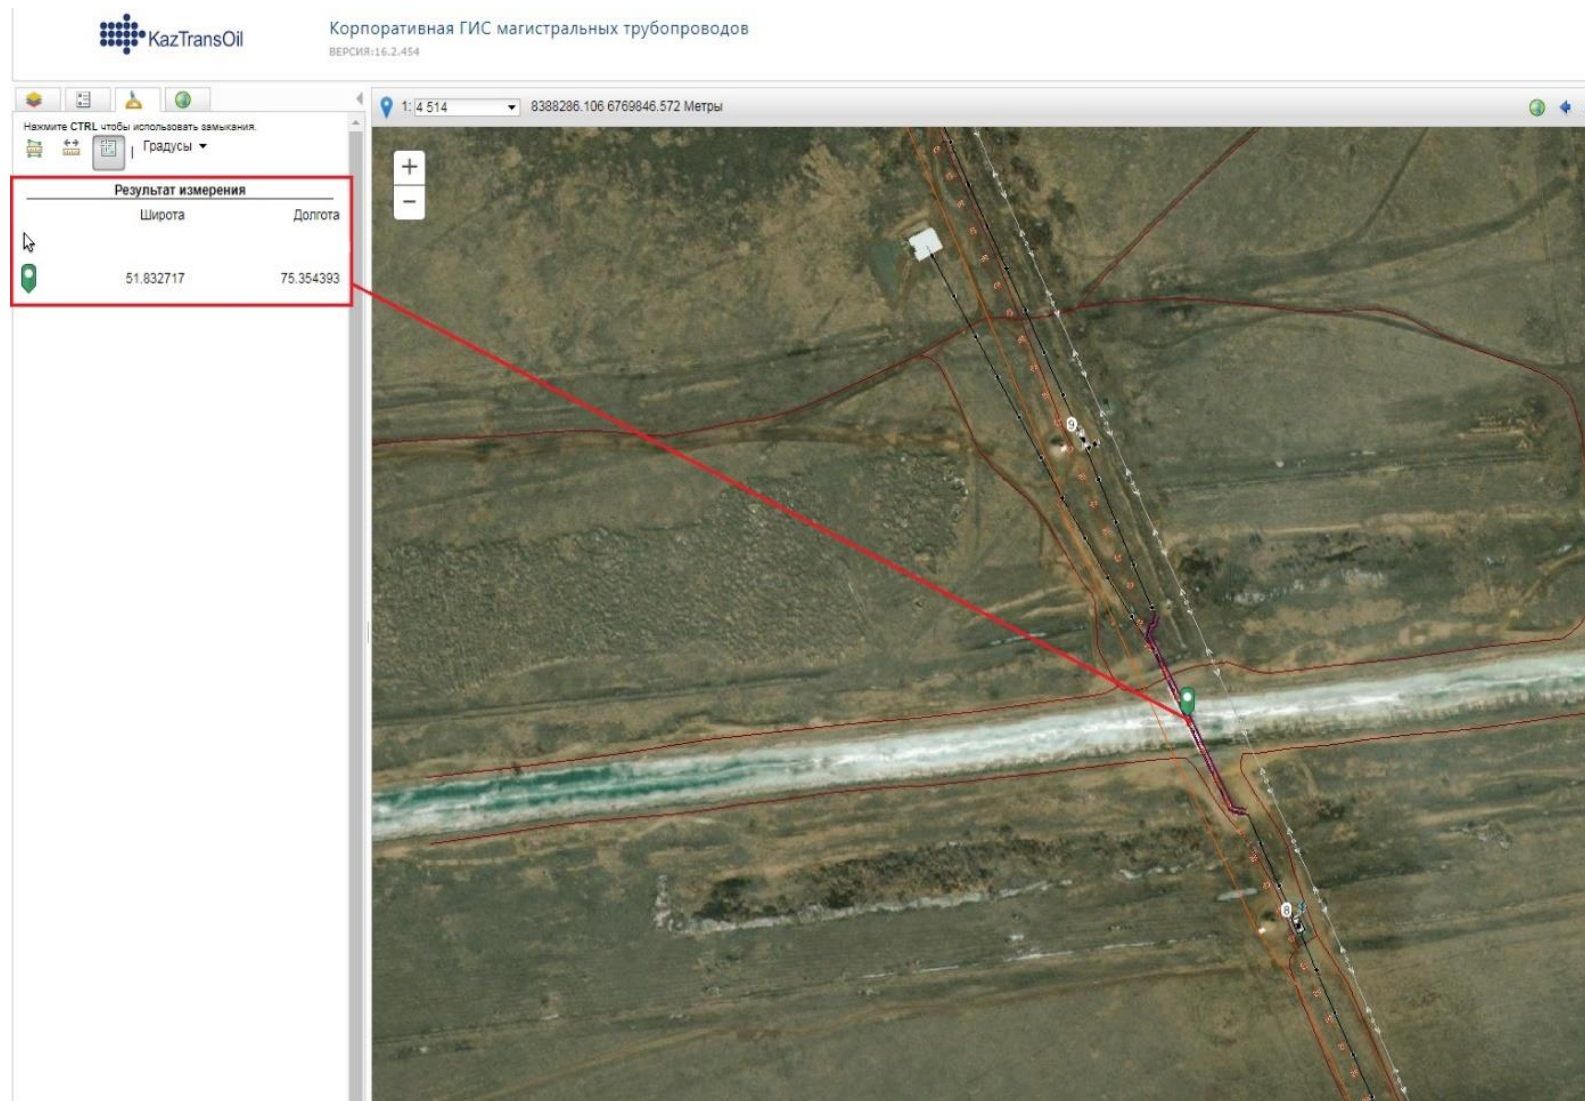 KazTransOil
Корпоративная ГИС магистральных трубопроводов
ВЕРСИЯ:16.2.454
1: 4 514 8388286.106 6769846.572 Метры
Нажмите CTRL чтобы использовать замыкания.
Градусы
Результат измерения
Широта Долгота
51.832717 75.354393
+
−
9
8